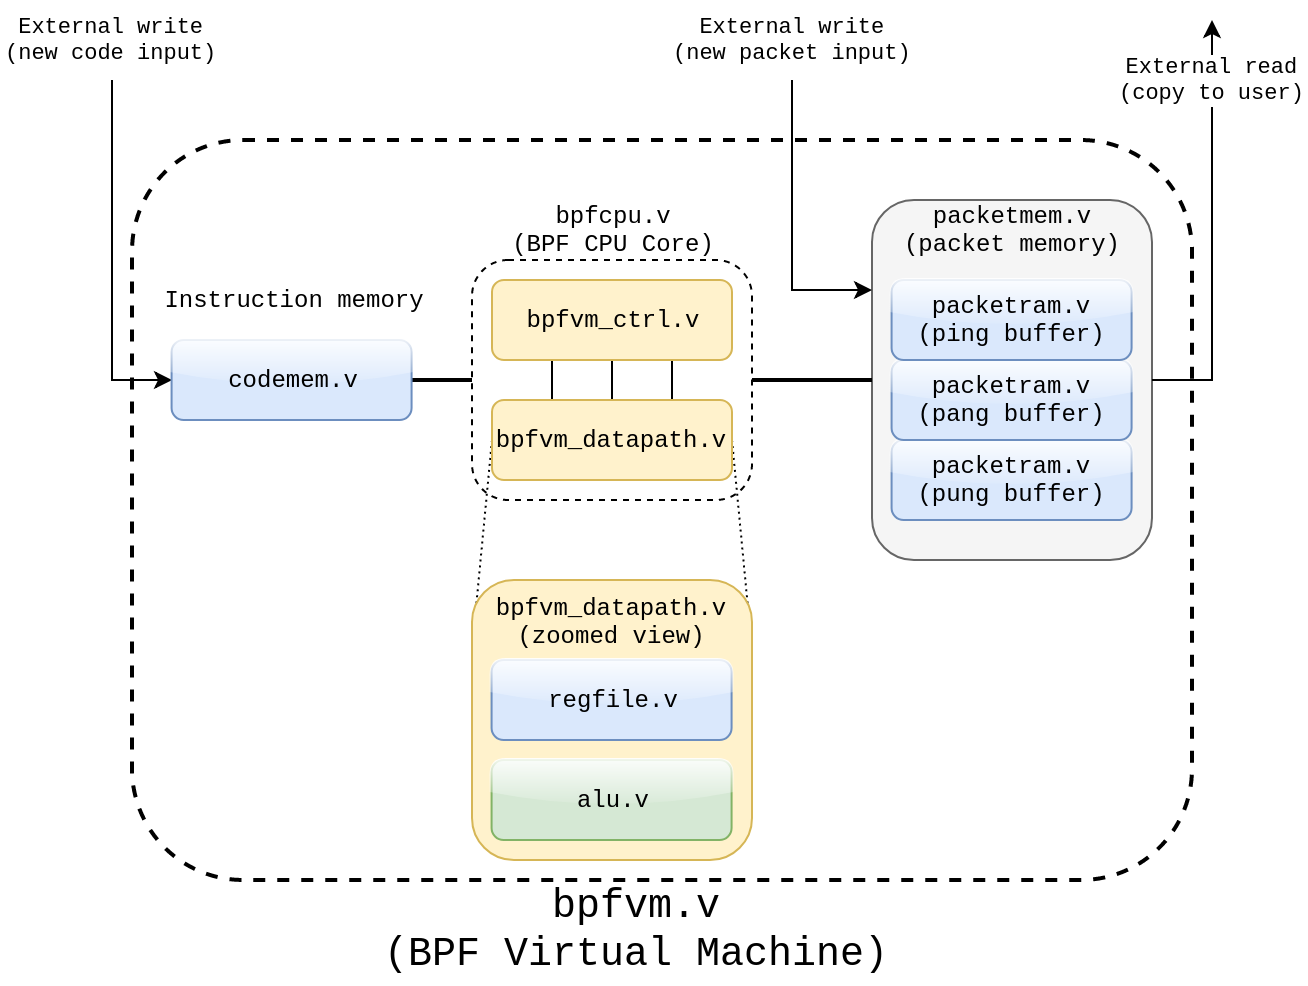 External write
(new code input)
External write
(new packet input)
External read
(copy to user)
bpfcpu.v
(BPF CPU Core)
packetmem.v
(packet memory)
Instruction memory
codemem.v
bpfvm_ctrl.v
bpfvm_datapath.v
packetram.v
(ping buffer)
packetram.v
(pang buffer)
packetram.v
(pung buffer)
bpfvm_datapath.v
(zoomed view)
regfile.v
alu.v
bpfvm.v
(BPF Virtual Machine)